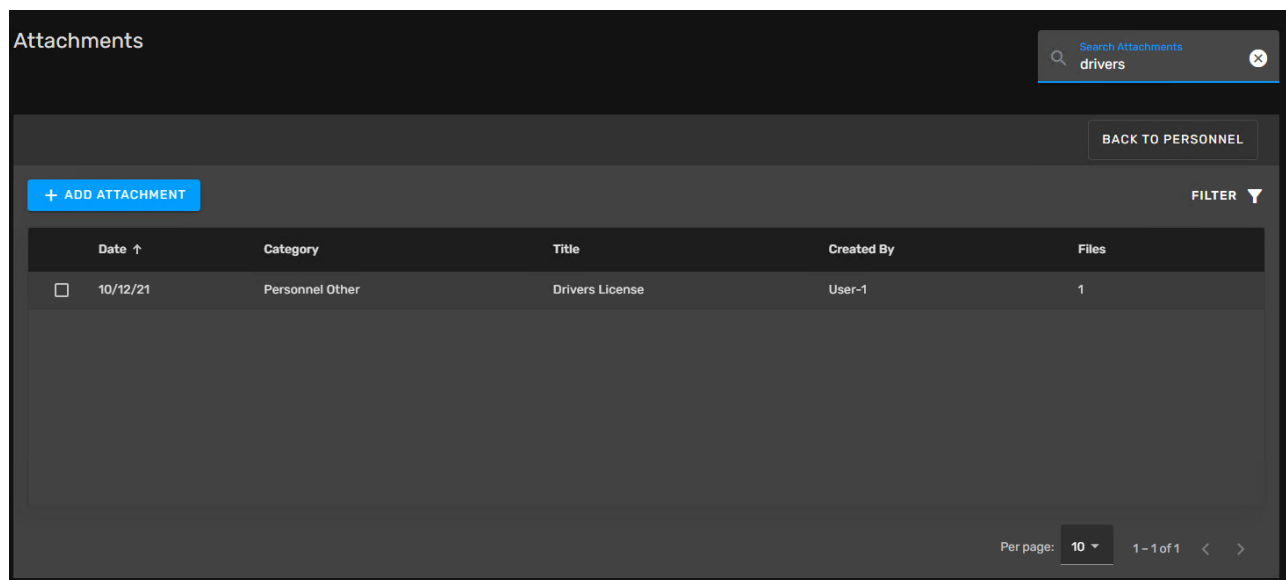 Attachments
Search Attachments
drivers
BACK TO PERSONNEL
+ ADD ATTACHMENT
FILTER
Date ↑ Category Title Created By Files
10/12/21 Personnel Other Drivers License User-1 1
Per page: 10 1–1 of 1